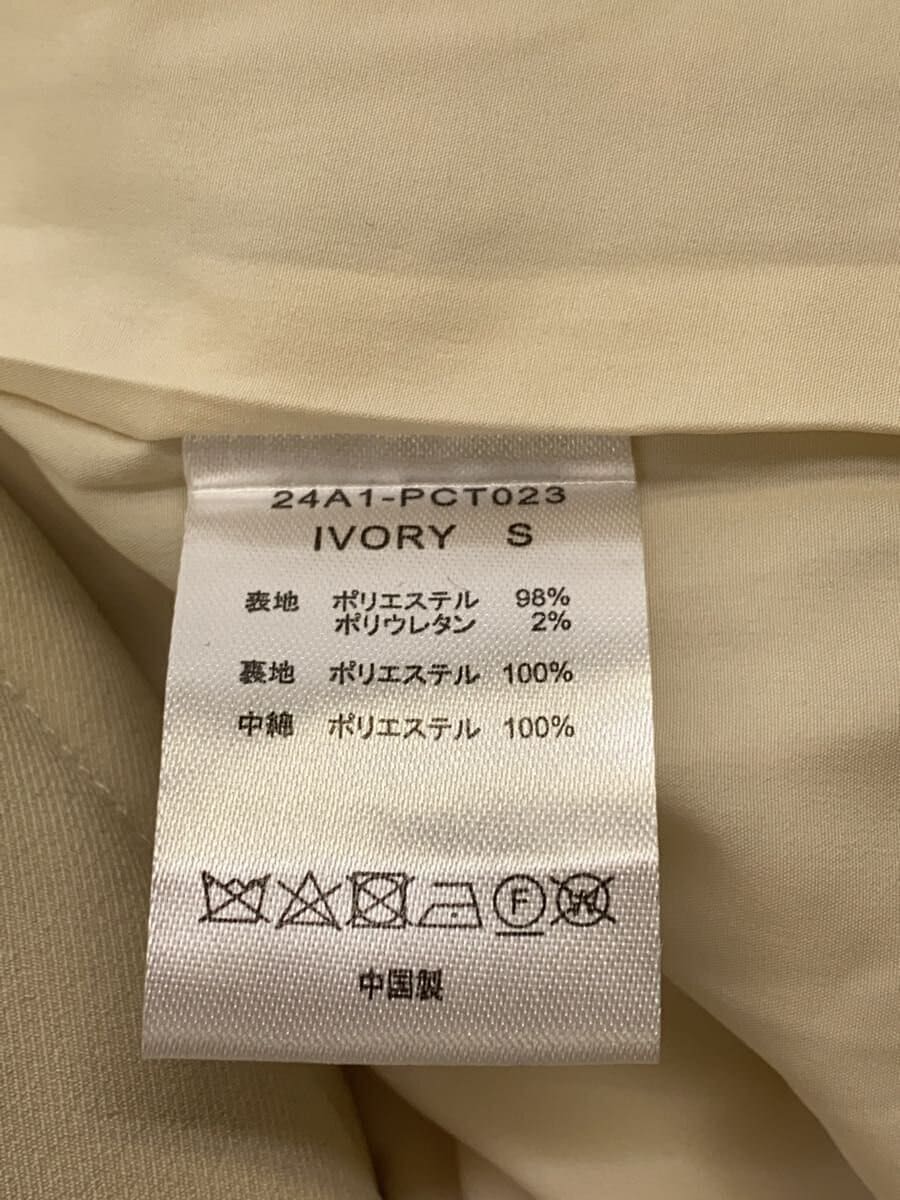 24A1-PCT023
IVORY S
表地 ポリエステル 98%
ポリウレタン 2%
裏地 ポリエステル 100%
中綿 ポリエステル 100%
F W
中国製